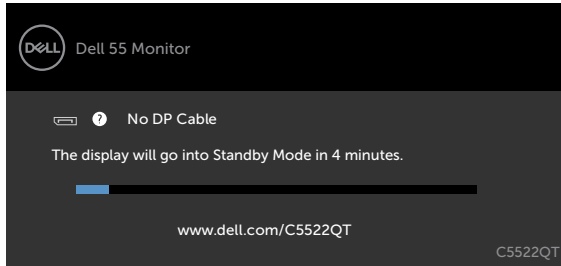 DELL
Dell 55 Monitor
? No DP Cable
The display will go into Standby Mode in 4 minutes.
www.dell.com/C5522QT
C5522QT